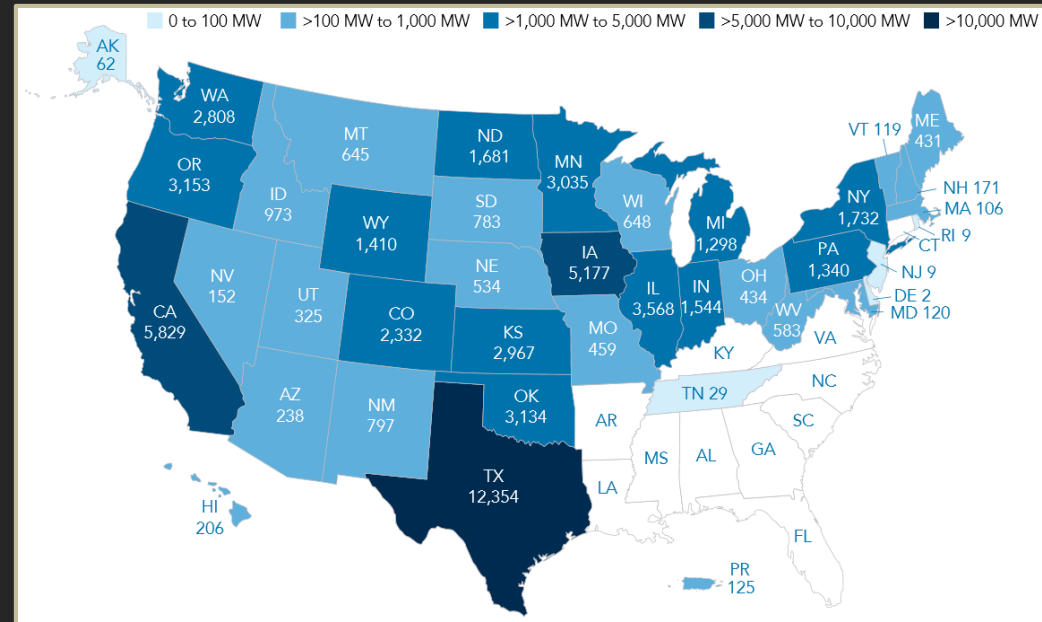 0 to 100 MW >100 MW to 1,000 MW >1,000 MW to 5,000 MW >5,000 MW to 10,000 MW >10,000 MW
AK
62
WA
2,808
MT
645
ND
1,681
MN
3,035
VT 119
ME
431
OR
3,153
ID
973
WY
1,410
SD
783
WI
648
MI
1,298
NY
1,732
NH 171
MA 106
RI 9
CT
NV
152
UT
325
CO
2,332
NE
534
IA
5,177
IL
3,568
IN
1,544
OH
434
PA
1,340
NJ 9
DE 2
MD 120
CA
5,829
KS
2,967
MO
459
WV
583
VA
KY
AZ
238
NM
797
OK
3,134
AR
TN 29
NC
SC
TX
12,354
LA
MS
AL
GA
FL
HI
206
PR
125